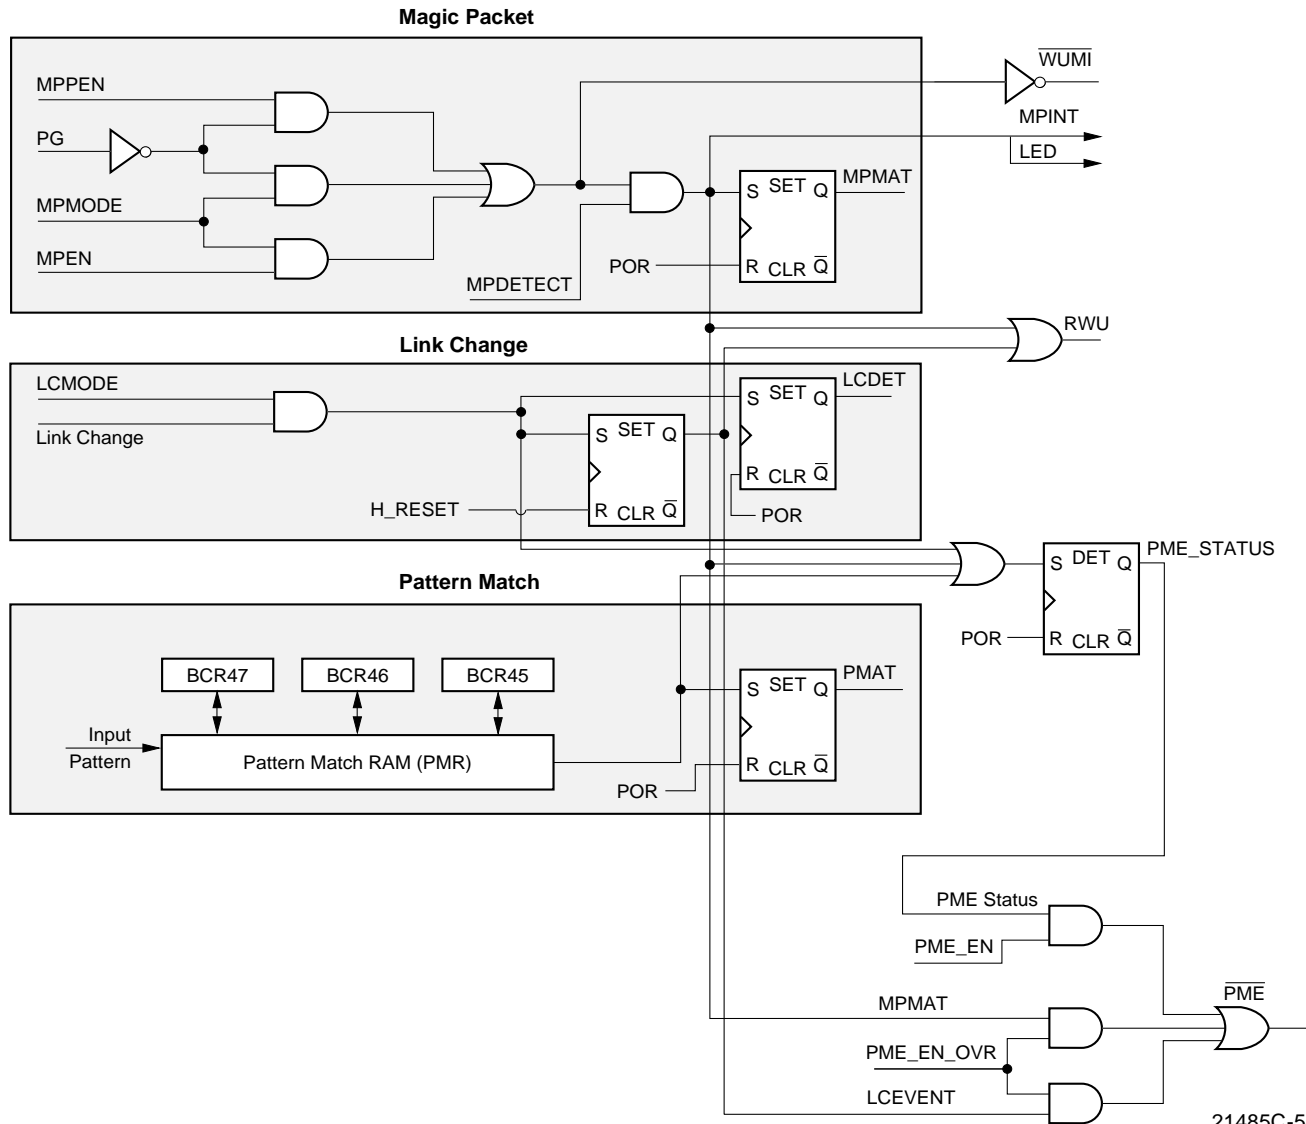 Magic Packet
MPPEN
PG
MPMODE
MPEN
MPDETECT
POR
S SET Q
R CLR Q̅
MPMAT
W̅U̅M̅I̅
MPINT
LED
RWU
Link Change
LCMODE
Link Change
H_RESET
S SET Q
R CLR Q̅
S SET Q
R CLR Q̅
LCDET
POR
S DET Q
R CLR Q̅
PME_STATUS
POR
Pattern Match
BCR47
BCR46
BCR45
Input
Pattern
Pattern Match RAM (PMR)
POR
S SET Q
R CLR Q̅
PMAT
PME Status
PME_EN
MPMAT
PME_EN_OVR
LCEVENT
P̅M̅E̅
21485C-5